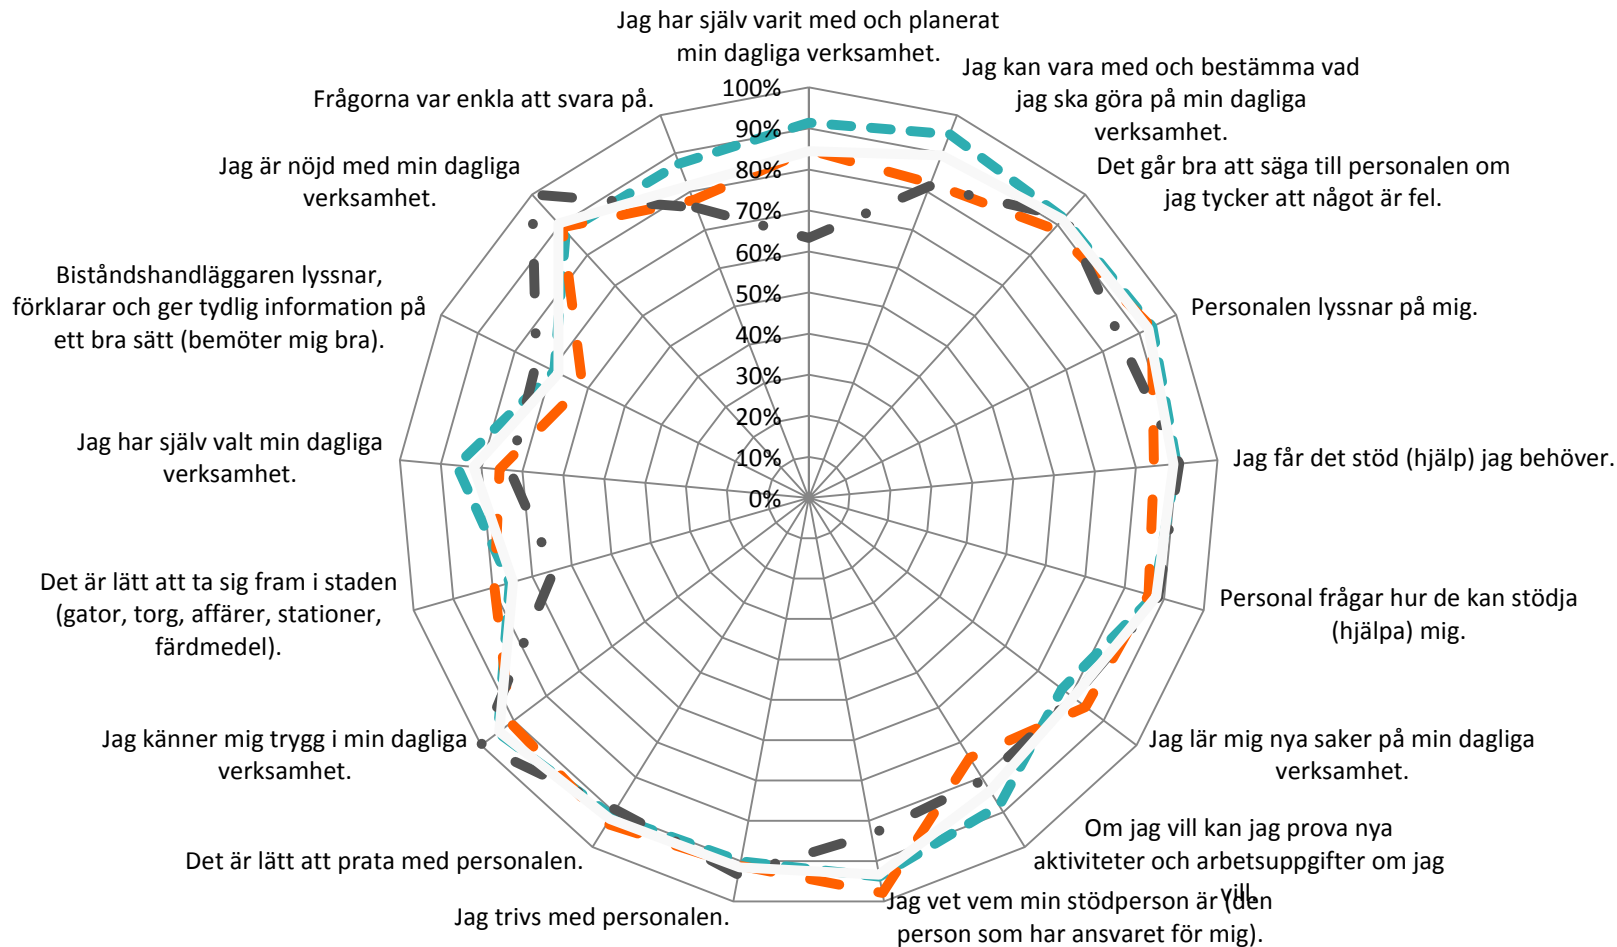 Jag har själv varit med och planerat
min dagliga verksamhet.
Jag kan vara med och bestämma vad
jag ska göra på min dagliga
verksamhet.
Det går bra att säga till personalen om
jag tycker att något är fel.
Personalen lyssnar på mig.
Jag får det stöd (hjälp) jag behöver.
Personal frågar hur de kan stödja
(hjälpa) mig.
Jag lär mig nya saker på min dagliga
verksamhet.
Om jag vill kan jag prova nya
aktiviteter och arbetsuppgifter om jag
vill.
Jag vet vem min stödperson är (den
person som har ansvaret för mig).
Jag trivs med personalen.
Det är lätt att prata med personalen.
Jag känner mig trygg i min dagliga
verksamhet.
Det är lätt att ta sig fram i staden
(gator, torg, affärer, stationer,
färdmedel).
Jag har själv valt min dagliga
verksamhet.
Biståndshandläggaren lyssnar,
förklarar och ger tydlig information på
ett bra sätt (bemöter mig bra).
Jag är nöjd med min dagliga
verksamhet.
Frågorna var enkla att svara på.
100%
90%
80%
70%
60%
50%
40%
30%
20%
10%
0%